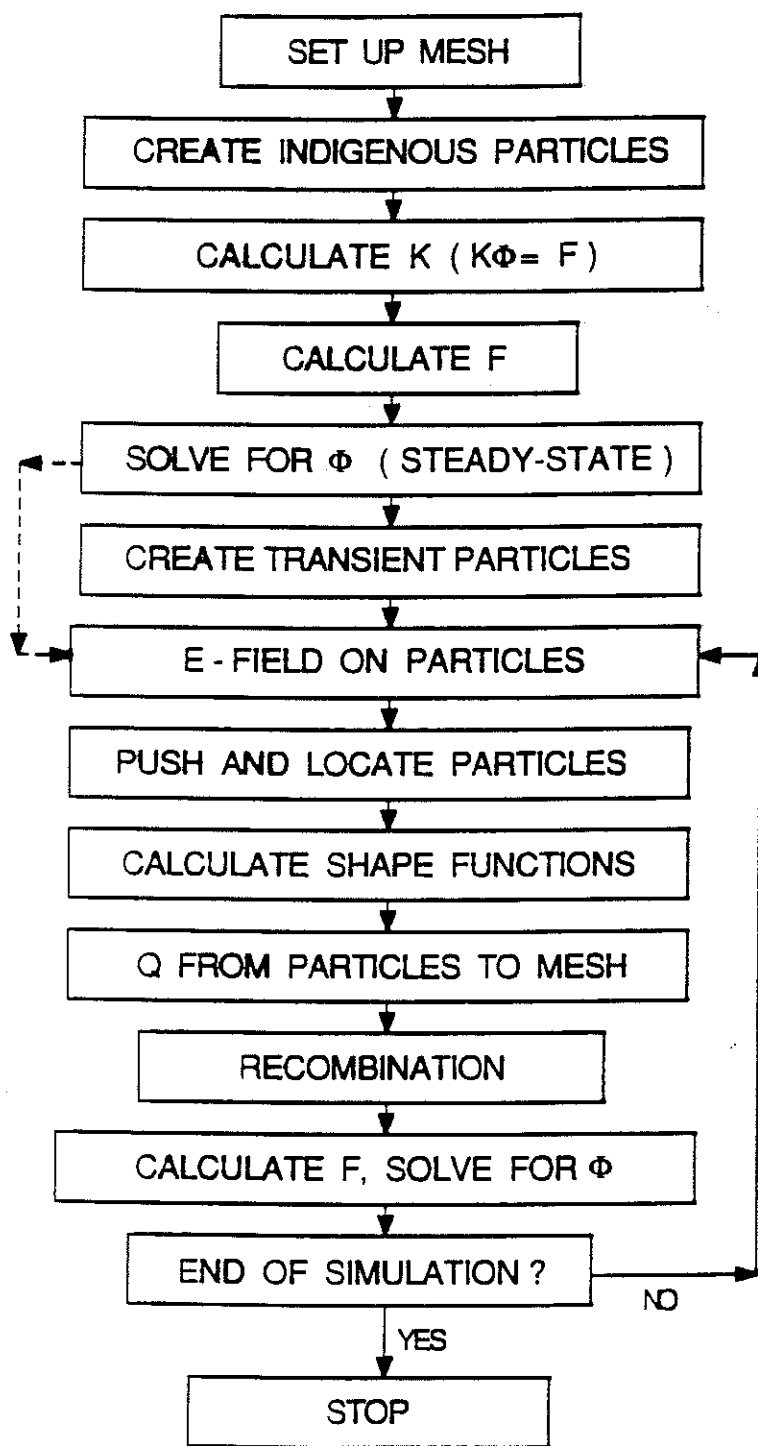 SET UP MESH
CREATE INDIGENOUS PARTICLES
CALCULATE K ( KΦ= F )
CALCULATE F
SOLVE FOR Φ ( STEADY-STATE )
CREATE TRANSIENT PARTICLES
E - FIELD ON PARTICLES
PUSH AND LOCATE PARTICLES
CALCULATE SHAPE FUNCTIONS
Q FROM PARTICLES TO MESH
RECOMBINATION
CALCULATE F, SOLVE FOR Φ
END OF SIMULATION ?
NO
YES
STOP